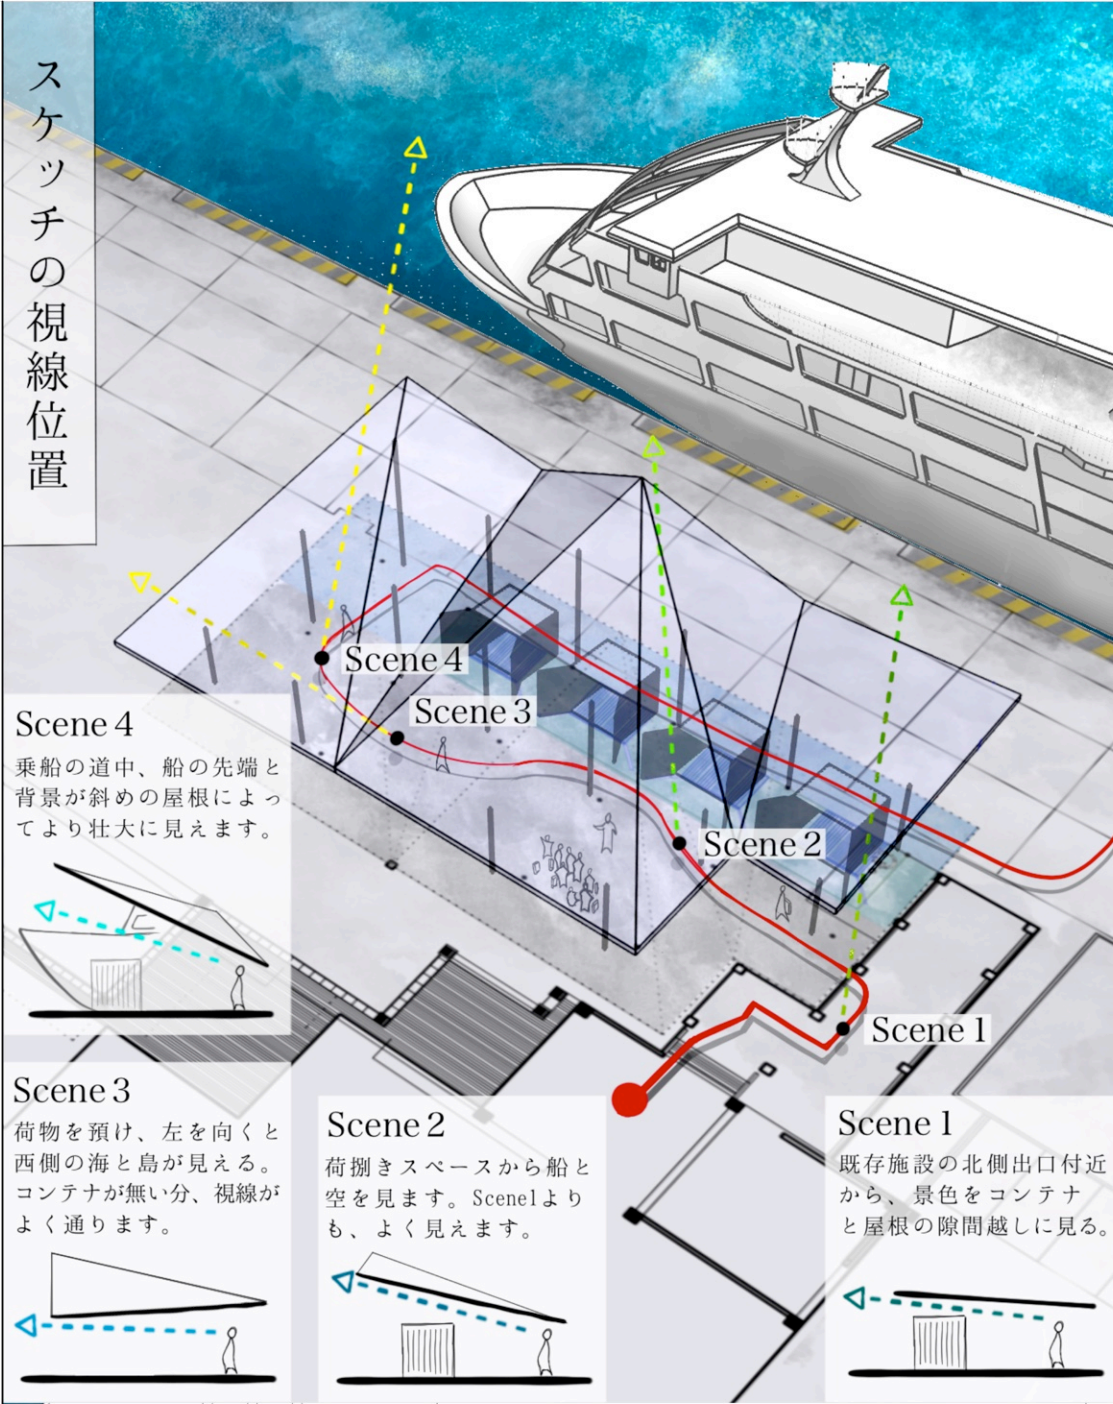 スケッチの視線位置
Scene 4
Scene 3
Scene 2
Scene 1
Scene 4
乗船の道中、船の先端と
背景が斜めの屋根によっ
てより壮大に見えます。
Scene 3
荷物を預け、左を向くと
西側の海と島が見える。
コンテナが無い分、視線が
よく通ります。
Scene 2
荷捌きスペースから船と
空を見ます。Scene1より
も、よく見えます。
Scene 1
既存施設の北側出口付近
から、景色をコンテナ
と屋根の隙間越しに見る。